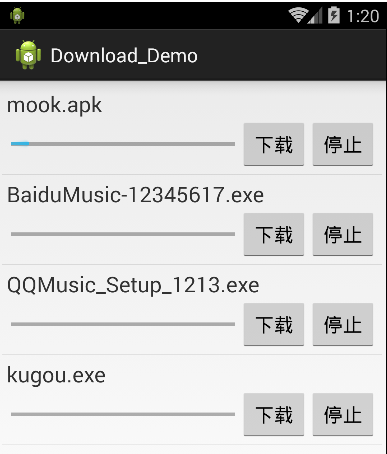 1:20
Download_Demo
mook.apk
下载 停止
BaiduMusic-12345617.exe
下载 停止
QQMusic_Setup_1213.exe
下载 停止
kugou.exe
下载 停止